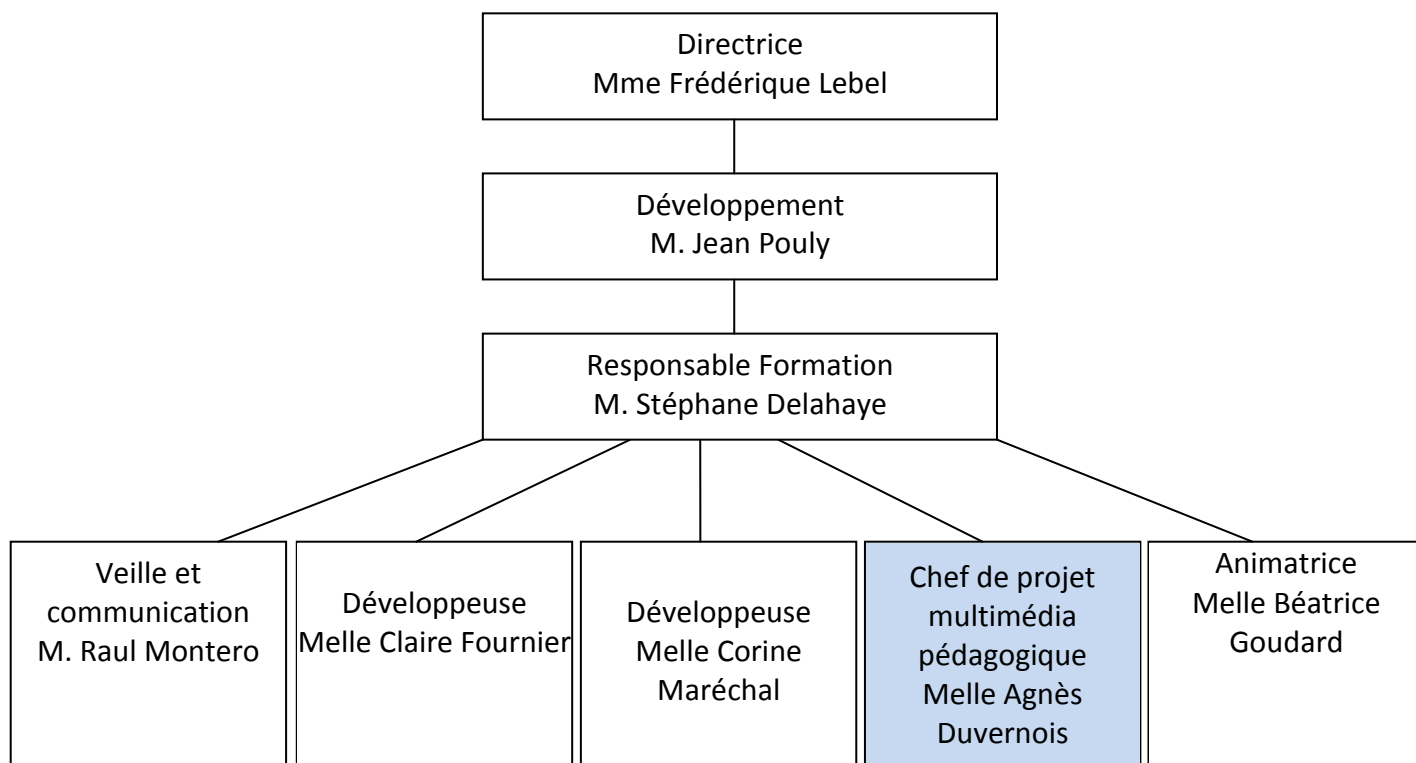 Directrice
Mme Frédérique Lebel
Développement
M. Jean Pouly
Responsable Formation
M. Stéphane Delahaye
Veille et
communication
M. Raul Montero
Développeuse
Melle Claire Fournier
Développeuse
Melle Corine
Maréchal
Chef de projet
multimédia
pédagogique
Melle Agnès
Duvernois
Animatrice
Melle Béatrice
Goudard